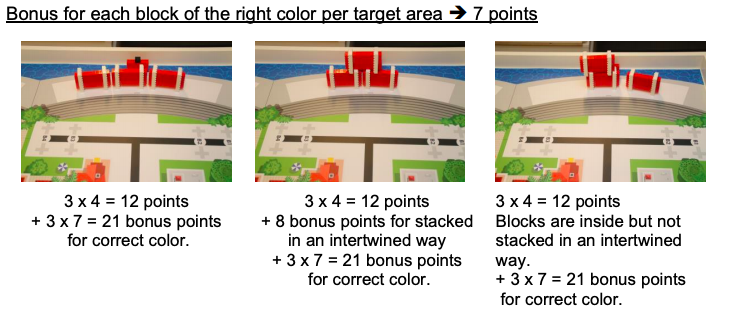 Bonus for each block of the right color per target area ➔ 7 points
3 x 4 = 12 points
+ 3 x 7 = 21 bonus points
for correct color.
3 x 4 = 12 points
+ 8 bonus points for stacked
in an intertwined way
+ 3 x 7 = 21 bonus points
for correct color.
3 x 4 = 12 points
Blocks are inside but not
stacked in an intertwined
way.
+ 3 x 7 = 21 bonus points
for correct color.